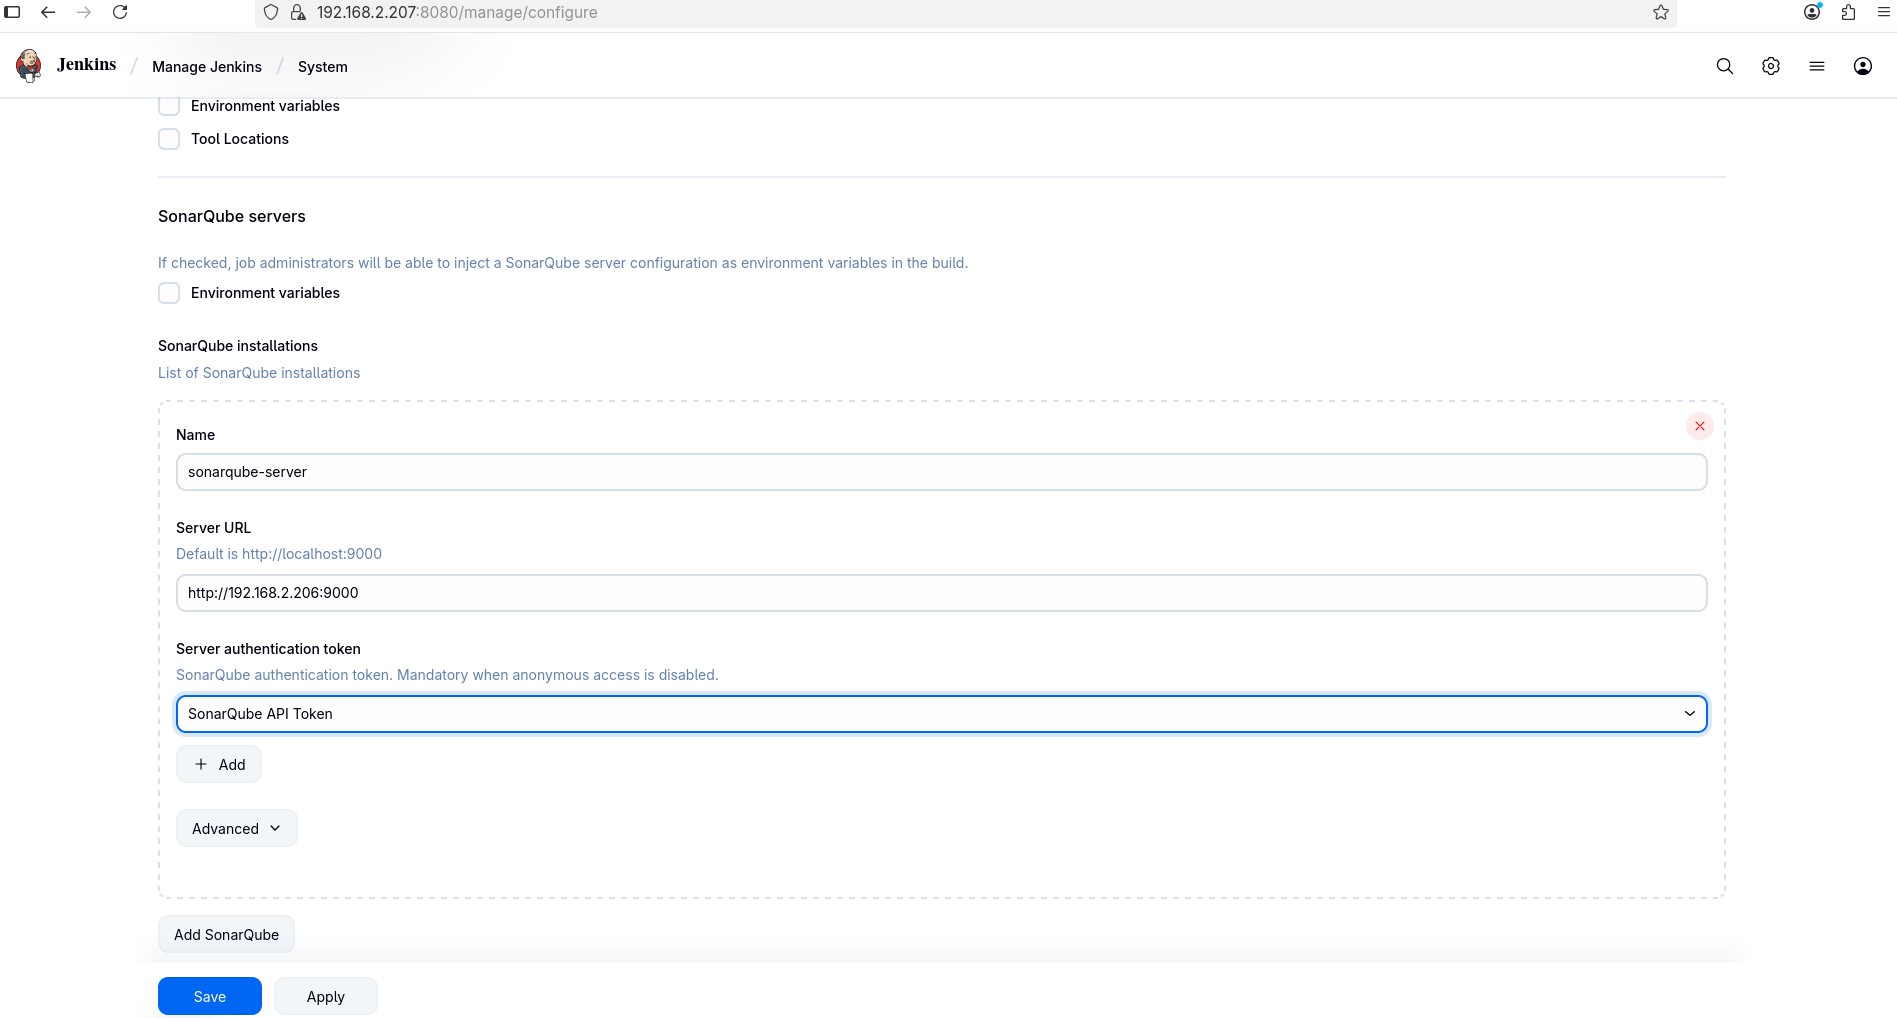 192.168.2.207:8080/manage/configure
Jenkins / Manage Jenkins / System
Environment variables
Tool Locations
SonarQube servers
If checked, job administrators will be able to inject a SonarQube server configuration as environment variables in the build.
Environment variables
SonarQube installations
List of SonarQube installations
Name
sonarqube-server
Server URL
Default is http://localhost:9000
http://192.168.2.206:9000
Server authentication token
SonarQube authentication token. Mandatory when anonymous access is disabled.
SonarQube API Token
Add
Advanced
Add SonarQube
Save Apply